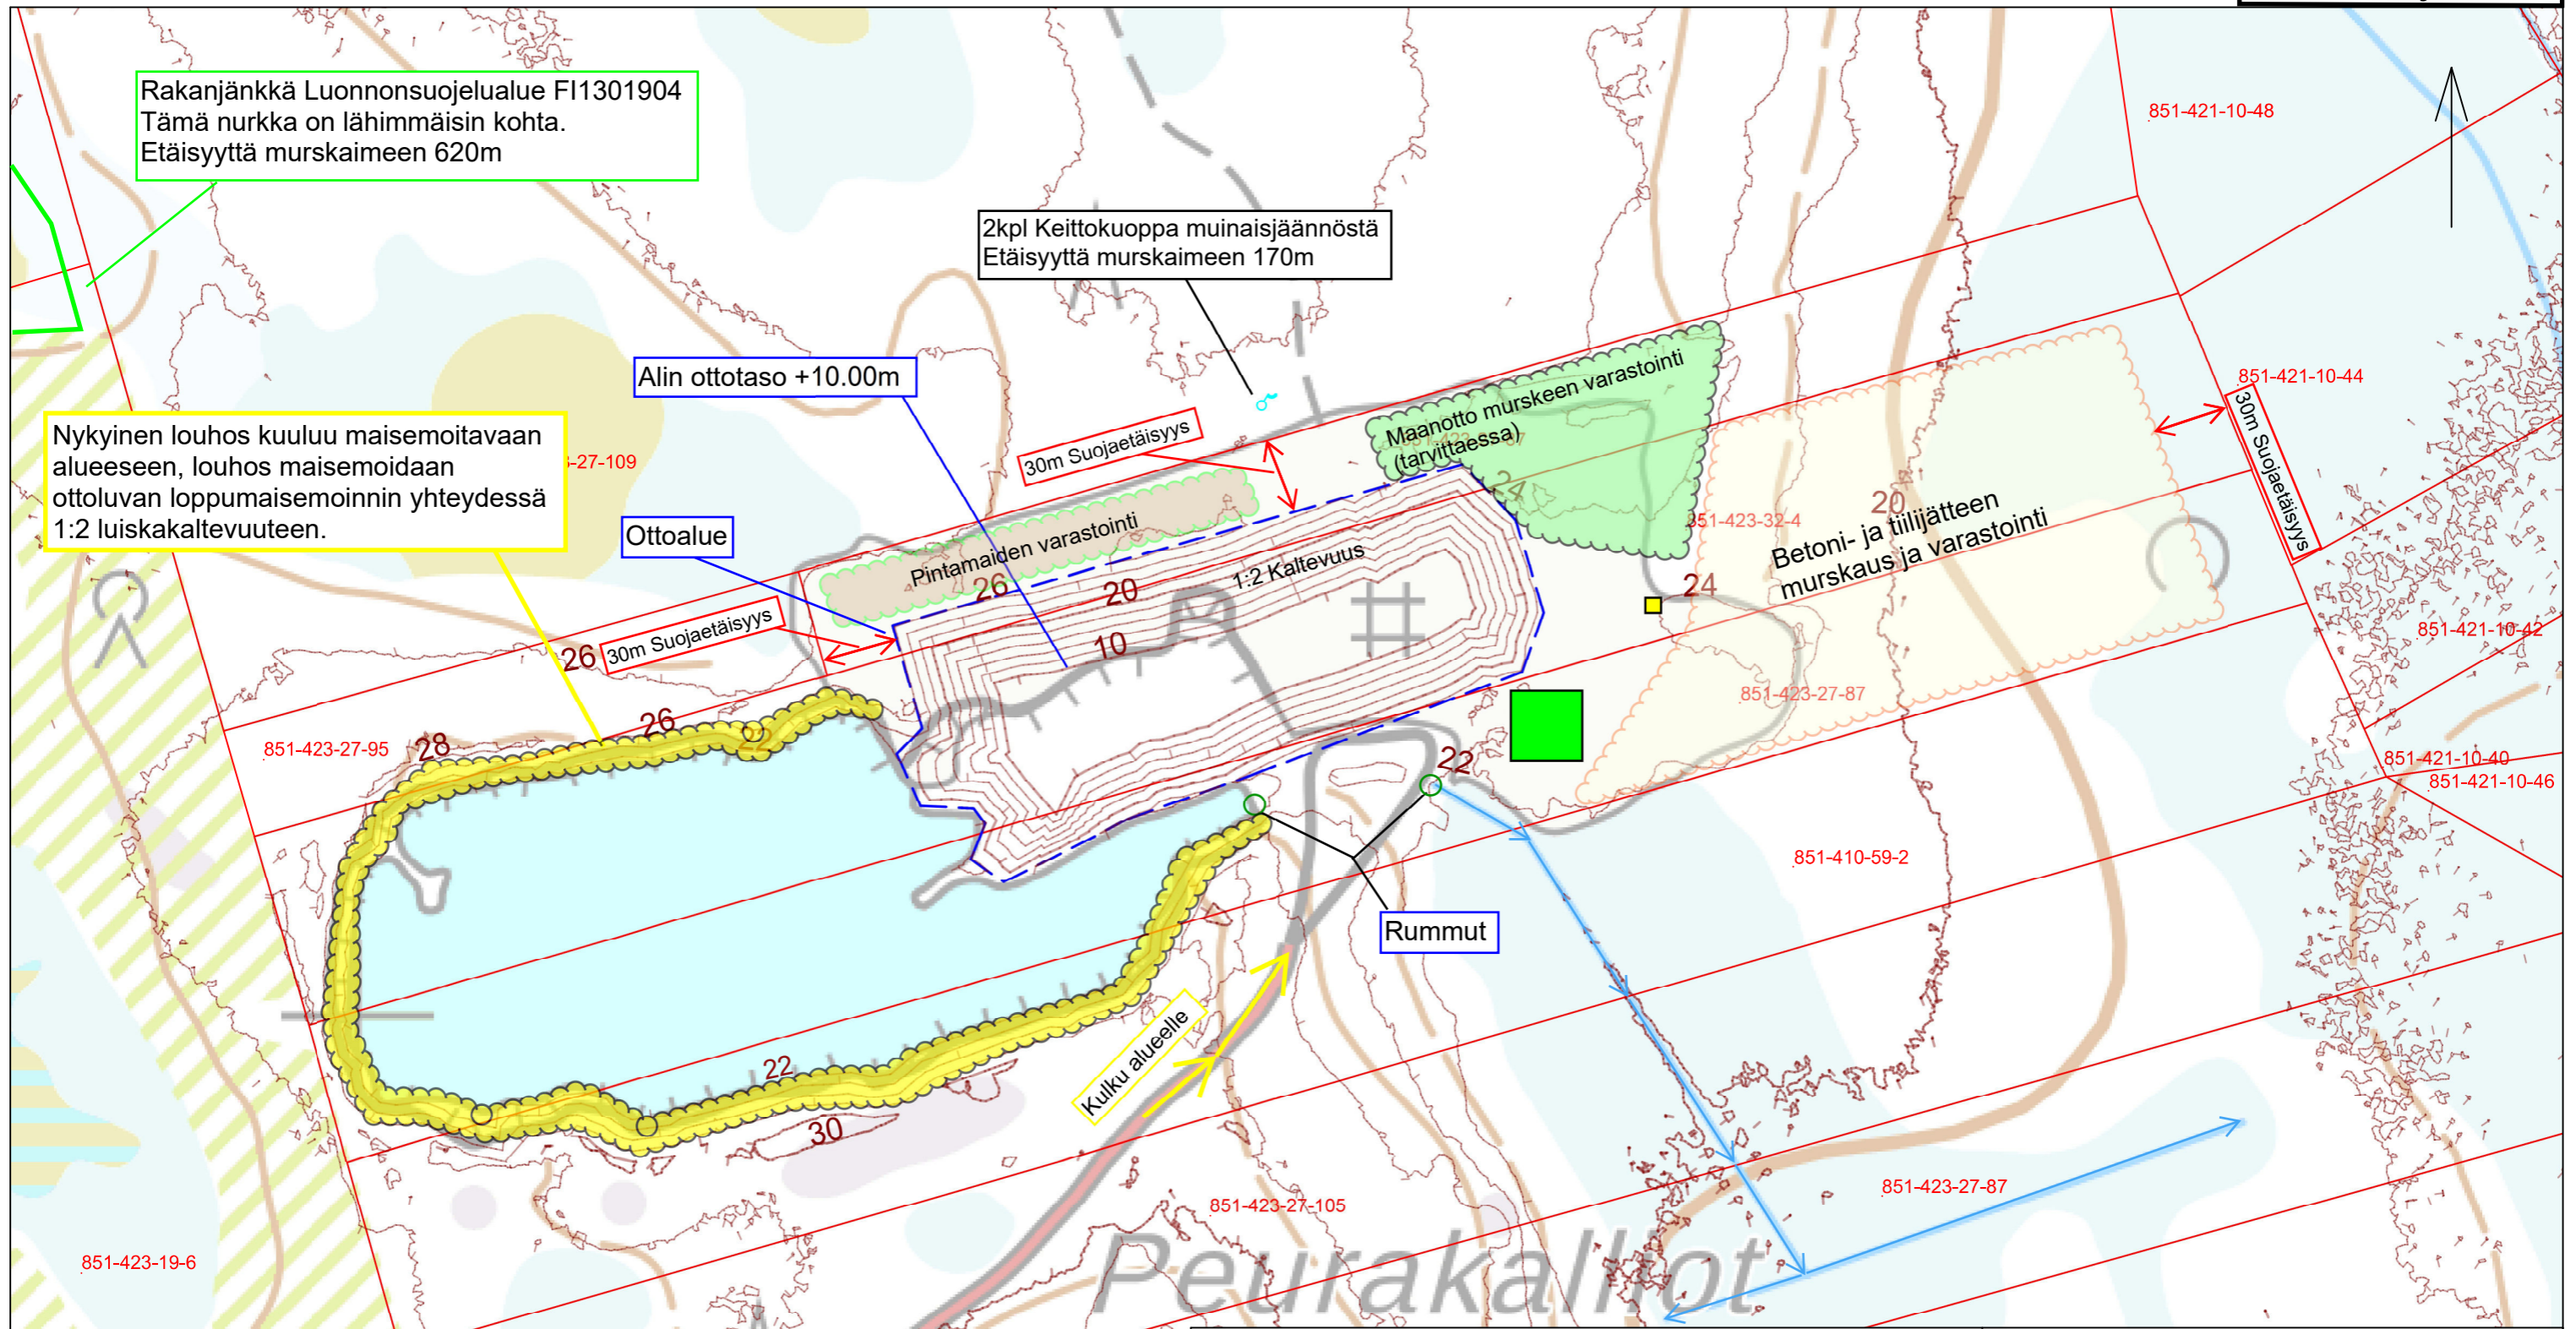 Rakanjänkkä Luonnonsuojelualue FI1301904
Tämä nurkka on lähimmäisin kohta.
Etäisyyttä murskaimeen 620m
851-421-10-48
2kpl Keittokuoppa muinaisjäännöstä
Etäisyyttä murskaimeen 170m
Alin ottotaso +10.00m
Maanotto murskeen varastointi
(tarvittaessa)
851-421-10-44
30m Suojaetäisyys
Nykyinen louhos kuuluu maisemoitavaan
alueeseen, louhos maisemoidaan
ottoluvan loppumaisemoinnin yhteydessä
1:2 luiskakaltevuuteen.
3-27-109
30m Suojaetäisyys
24
20
851-423-32-4
Betoni- ja tiilijätteen
murskaus ja varastointi
Ottoalue
Pintamaiden varastointi
26
20
1:2 Kaltevuus
24
10
26
30m Suojaetäisyys
851-421-10-42
851-423-27-87
28
26
22
851-423-27-95
22
851-421-10-40
851-421-10-46
851-410-59-2
Rummut
Kulku alueelle
22
30
851-423-27-87
851-423-27-105
851-423-19-6
Peurakalliot